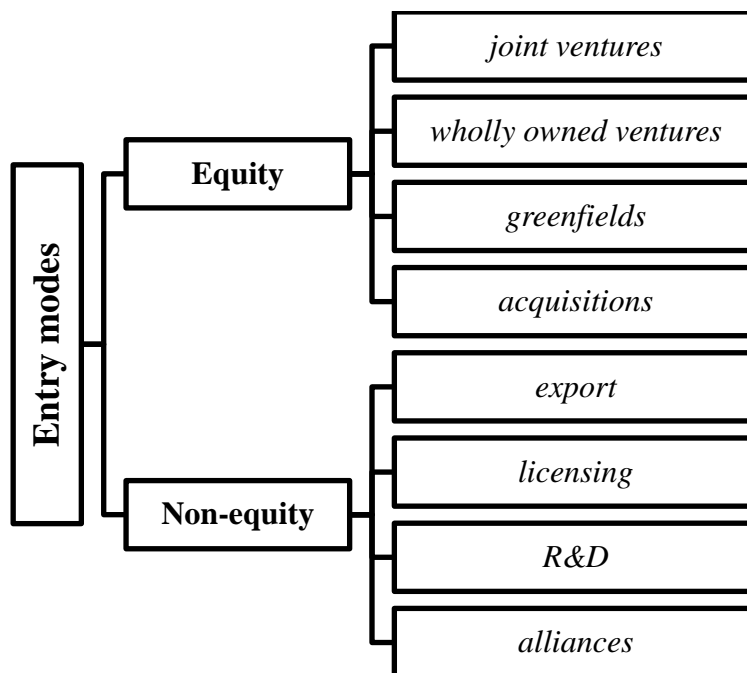 Entry modes
Equity
joint ventures
wholly owned ventures
greenfields
acquisitions
Non-equity
export
licensing
R&D
alliances